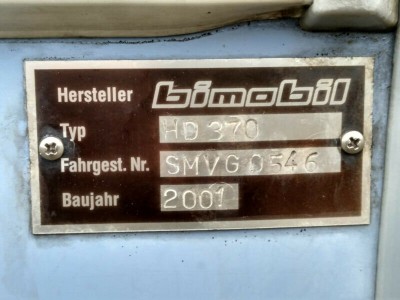 Hersteller bimobil
Typ HD 370
Fahrgest. Nr. SMVG 0546
Baujahr 2001